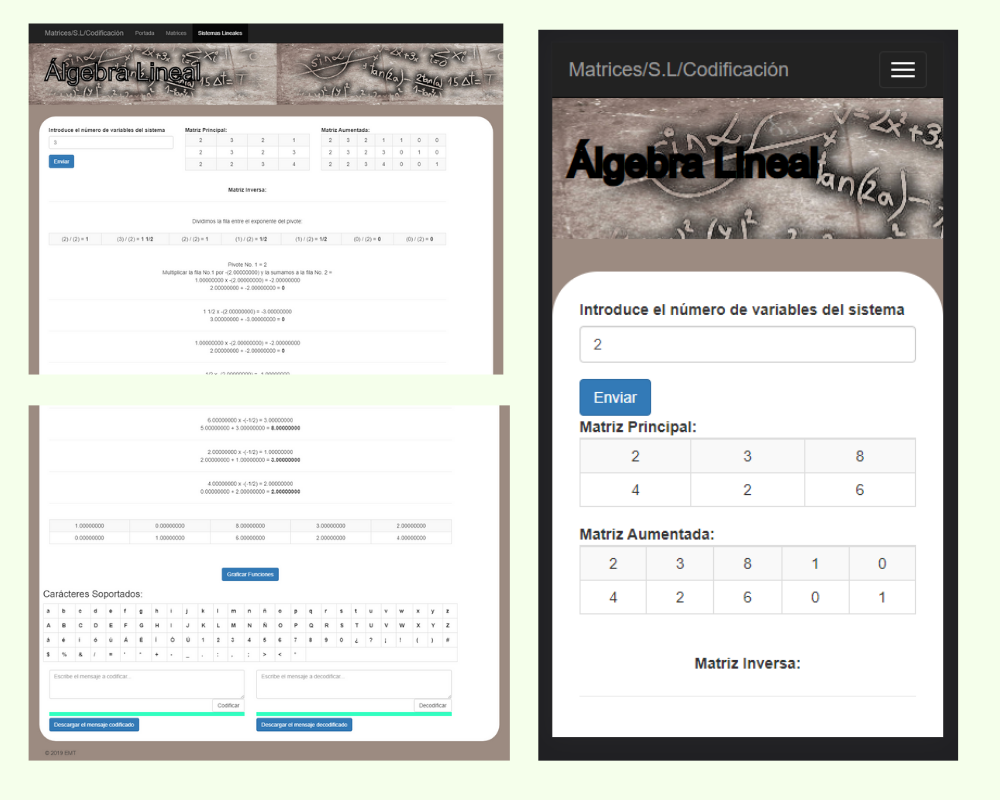 Matrices/S.L/Codificación Portada Matrices Sistemas Lineales
Álgebra Lineal
Introduce el número de variables del sistema
3
Enviar
Matriz Principal:
2 3 2 1
2 3 2 3
2 2 3 4
Matriz Aumentada:
2 3 2 1 1 0 0
2 3 2 3 0 1 0
2 2 3 4 0 0 1
Matriz Inversa:
Dividimos la fila entre el exponente del pivote:
(2) / (2) = 1 (3) / (2) = 1 1/2 (2) / (2) = 1 (1) / (2) = 1/2 (1) / (2) = 1/2 (0) / (2) = 0 (0) / (2) = 0
Pivote No. 1 = 2
Multiplicar la fila No 1 por -(2.00000000) y la sumamos a la fila No. 2 =
1.00000000 x -(2.00000000) = -2.00000000
2.00000000 + -2.00000000 = 0
1 1/2 x -(2.00000000) = -3.00000000
3.00000000 + -3.00000000 = 0
1.00000000 x -(2.00000000) = -2.00000000
2.00000000 + -2.00000000 = 0
1/2 x -(2.00000000) = -1.00000000
6.00000000 x -(-1/2) = 3.00000000
5.00000000 + 3.00000000 = 8.00000000
2.00000000 x -(-1/2) = 1.00000000
2.00000000 + 1.00000000 = 3.00000000
4.00000000 x -(-1/2) = 2.00000000
0.00000000 + 2.00000000 = 2.00000000
1.00000000 0.00000000 8.00000000 3.00000000 2.00000000
0.00000000 1.00000000 6.00000000 2.00000000 4.00000000
Graficar Funciones
Carácteres Soportados:
a b c d e f g h i j k l m n ñ o p q r s t u v w x y z
A B C D E F G H I J K L M N Ñ O P Q R S T U V W X Y Z
á é í ó ú Á É Í Ó Ú 1 2 3 4 5 6 7 8 9 0 ¿ ? ¡ ! ( ) #
$ % & / = ' " + - _ . : , ; > < °
Escribe el mensaje a codificar...
Codificar
Descargar el mensaje codificado
Escribe el mensaje a decodificar...
Decodificar
Descargar el mensaje decodificado
© 2019 EMT
Matrices/S.L/Codificación
Álgebra Lineal
Introduce el número de variables del sistema
2
Enviar
Matriz Principal:
2 3 8
4 2 6
Matriz Aumentada:
2 3 8 1 0
4 2 6 0 1
Matriz Inversa: